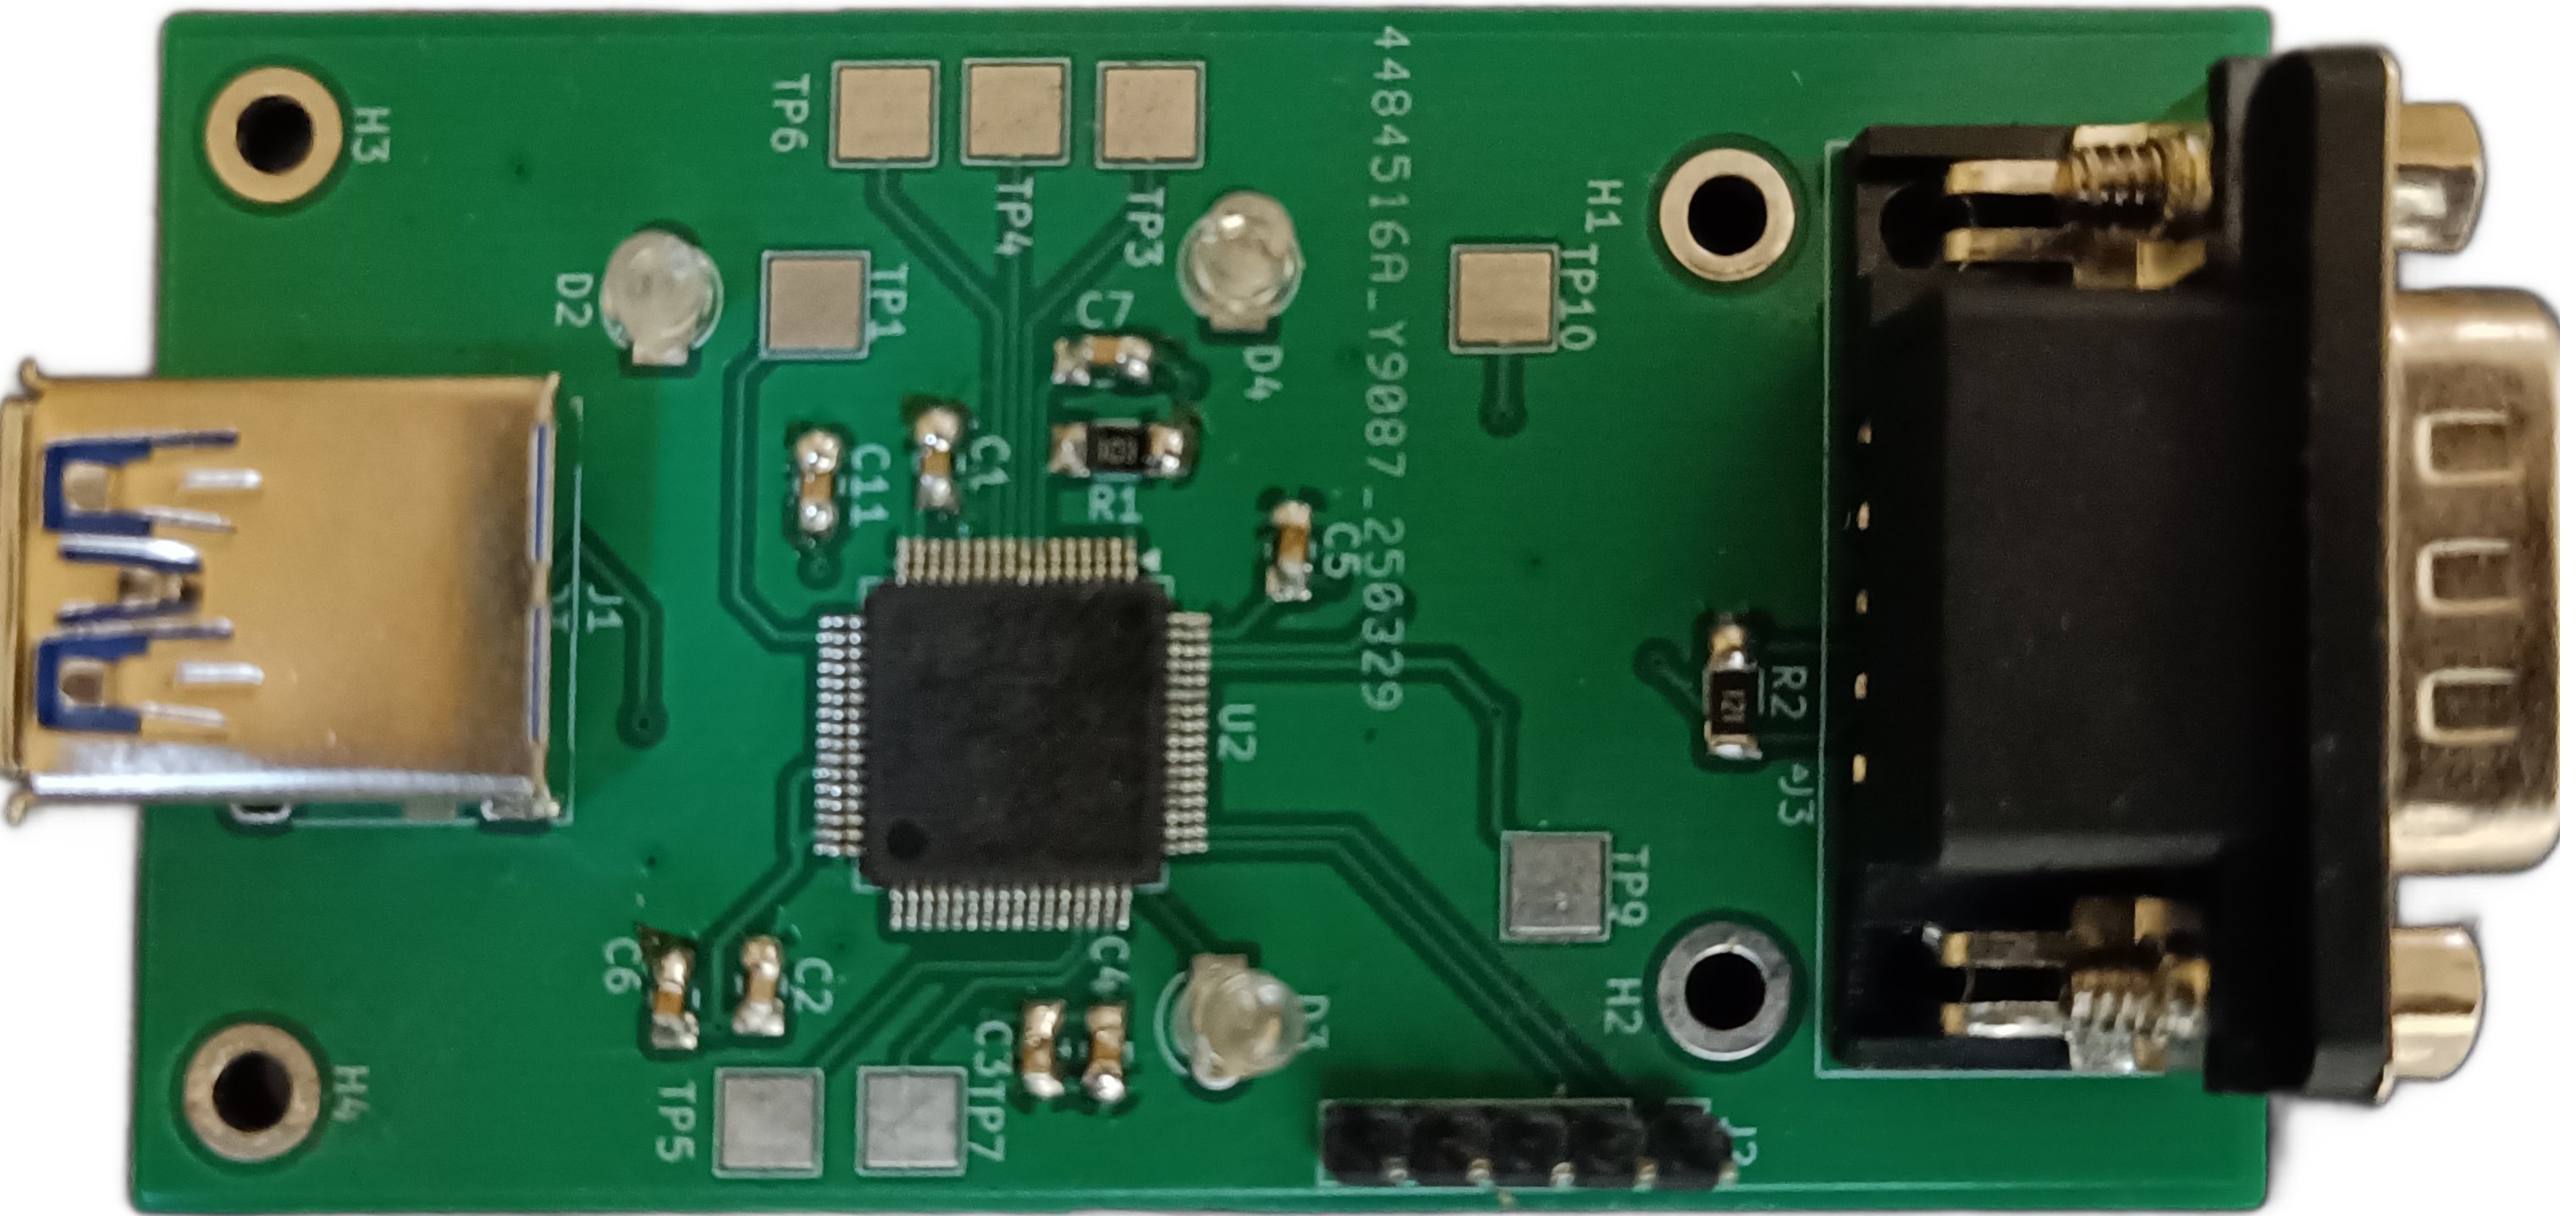 H3
TP6
TP4
TP3
H1
TP10
D2
TP1
C7
D4
4484516A_Y9087_250329
C11
C1
R1
C5
J1
U2
R2
J3
TP9
C6
C2
C4
H2
D3
H4
TP5
C3
TP7
J2